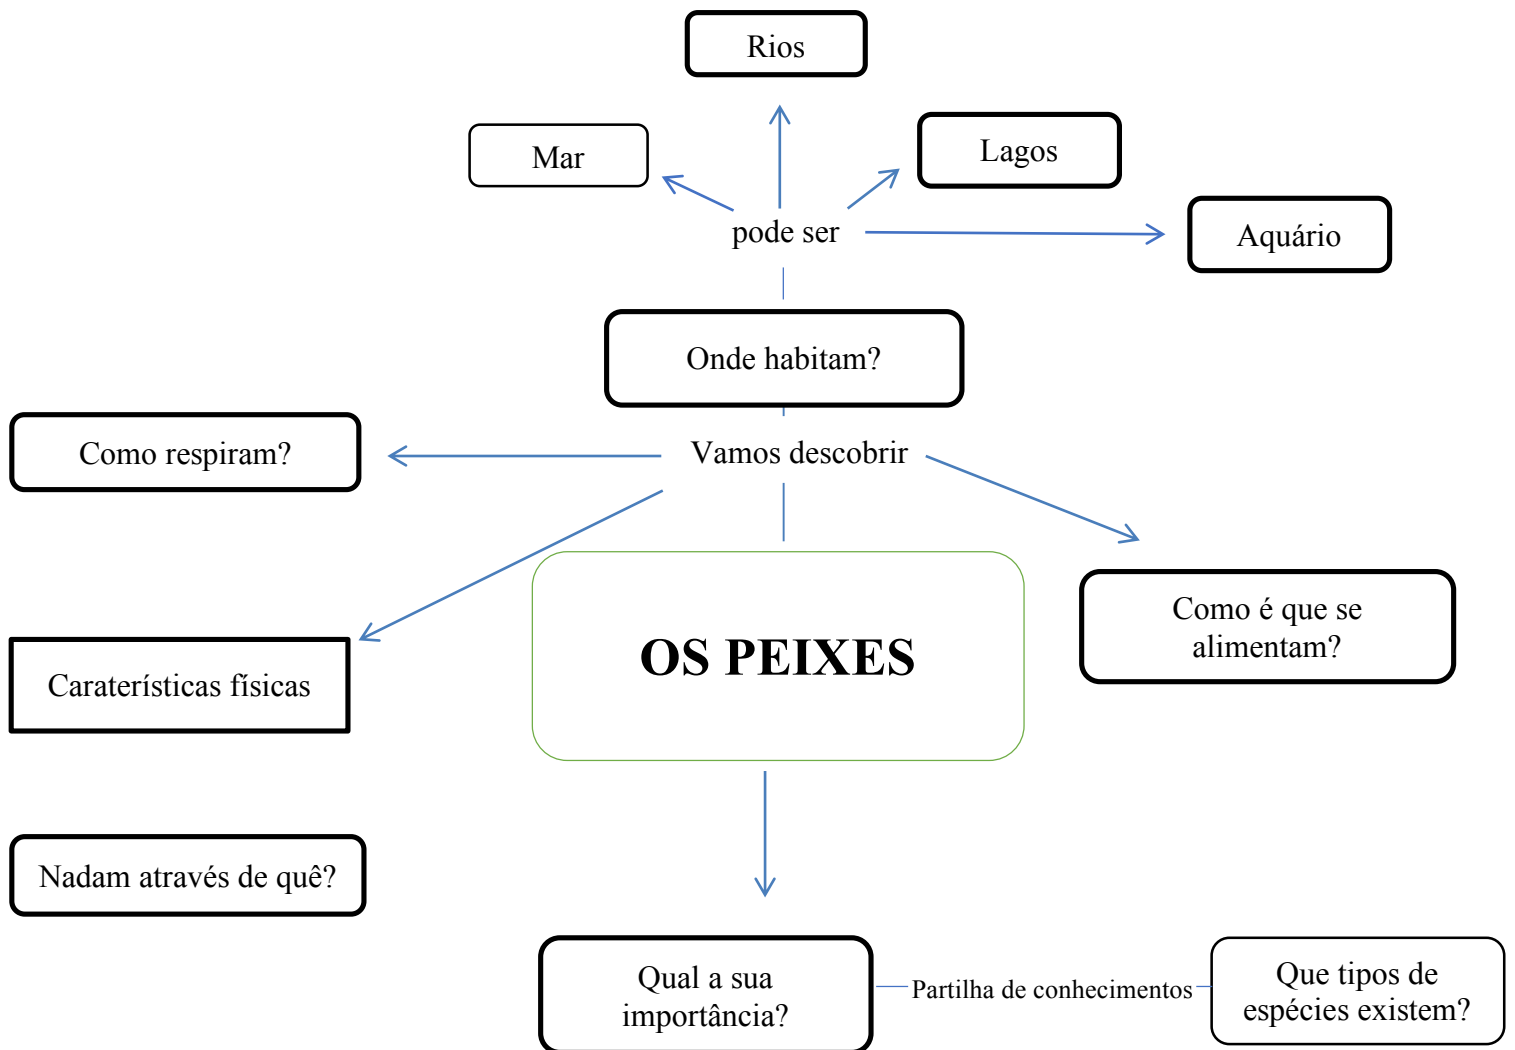 Rios
Mar
Lagos
pode ser
Aquário
Onde habitam?
Como respiram?
Vamos descobrir
Como é que se
alimentam?
OS PEIXES
Caraterísticas físicas
Nadam através de quê?
Qual a sua
importância?
Partilha de conhecimentos
Que tipos de
espécies existem?